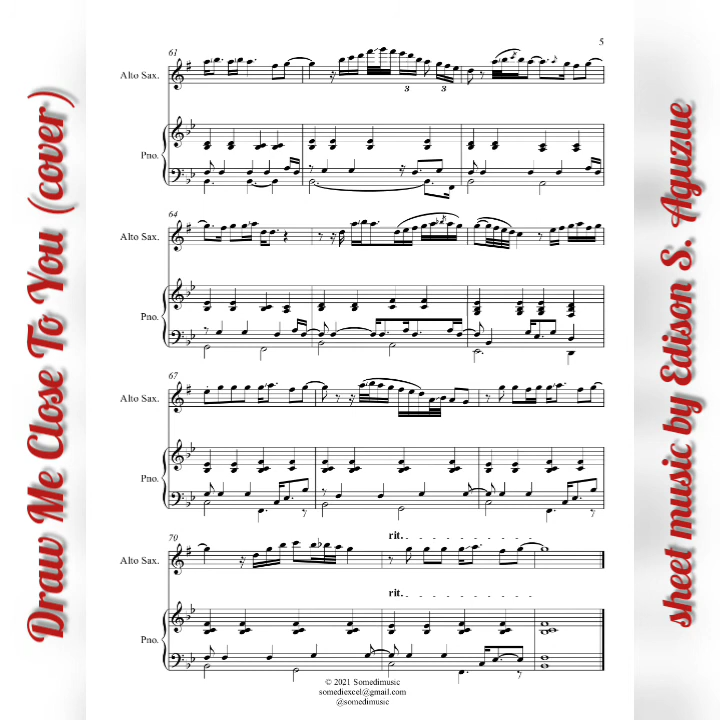 Draw Me Close To You (cover)
5
61
Alto Sax.
3
3
Pno.
64
Alto Sax.
Pno.
67
Alto Sax.
Pno.
70
rit.
Alto Sax.
rit.
Pno.
© 2021 Somedimusic
somediexcel@gmail.com
@somedimusic
sheet music by Edison S. Aguzue